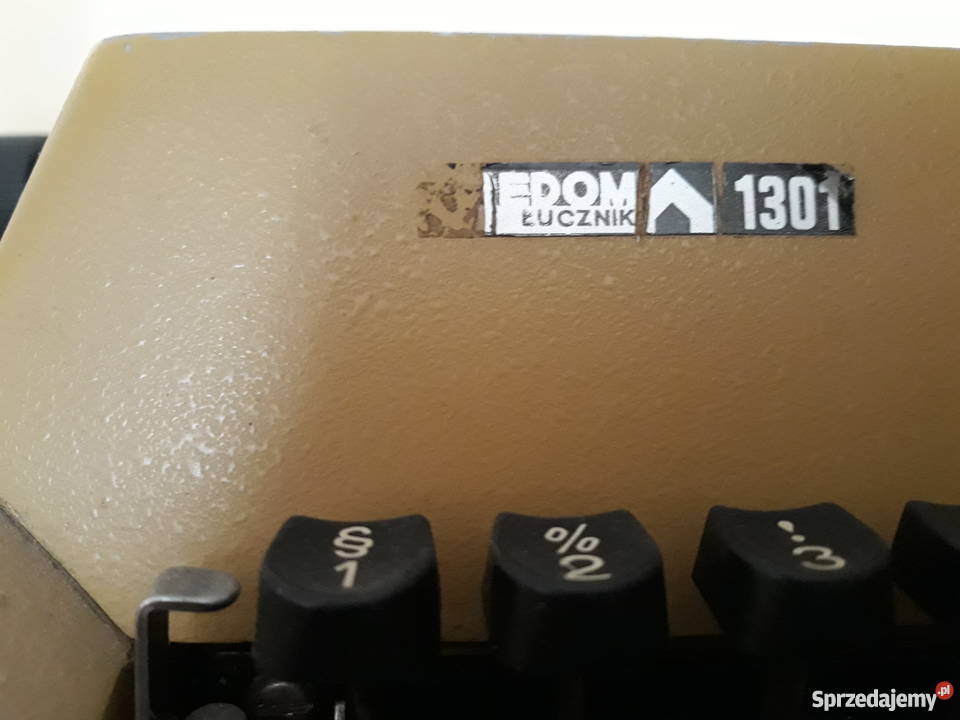 EDOM
ŁUCZNIK
1301
§ % !
1 2 3
Sprzedajemy.pl